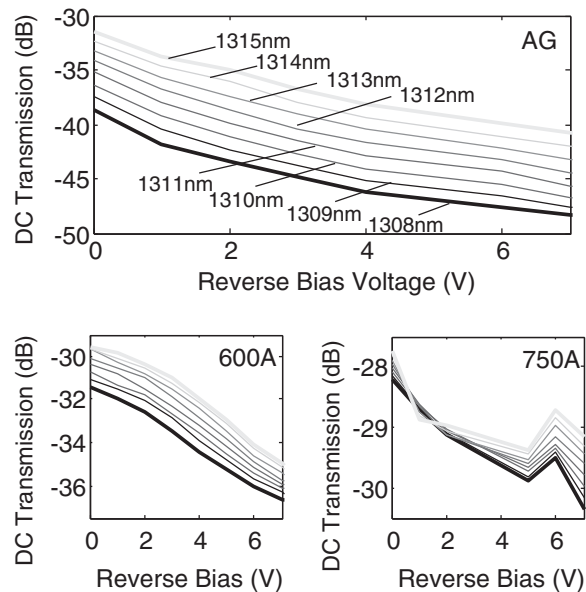 -30
-35
-40
-45
-50
DC Transmission (dB)
AG
1315nm
1314nm
1313nm
1312nm
1311nm
1310nm
1309nm
1308nm
0 2 4 6
Reverse Bias Voltage (V)
-30
-32
-34
-36
DC Transmission (dB)
600A
0 2 4 6
Reverse Bias (V)
-28
-29
-30
DC Transmission (dB)
750A
0 2 4 6
Reverse Bias (V)